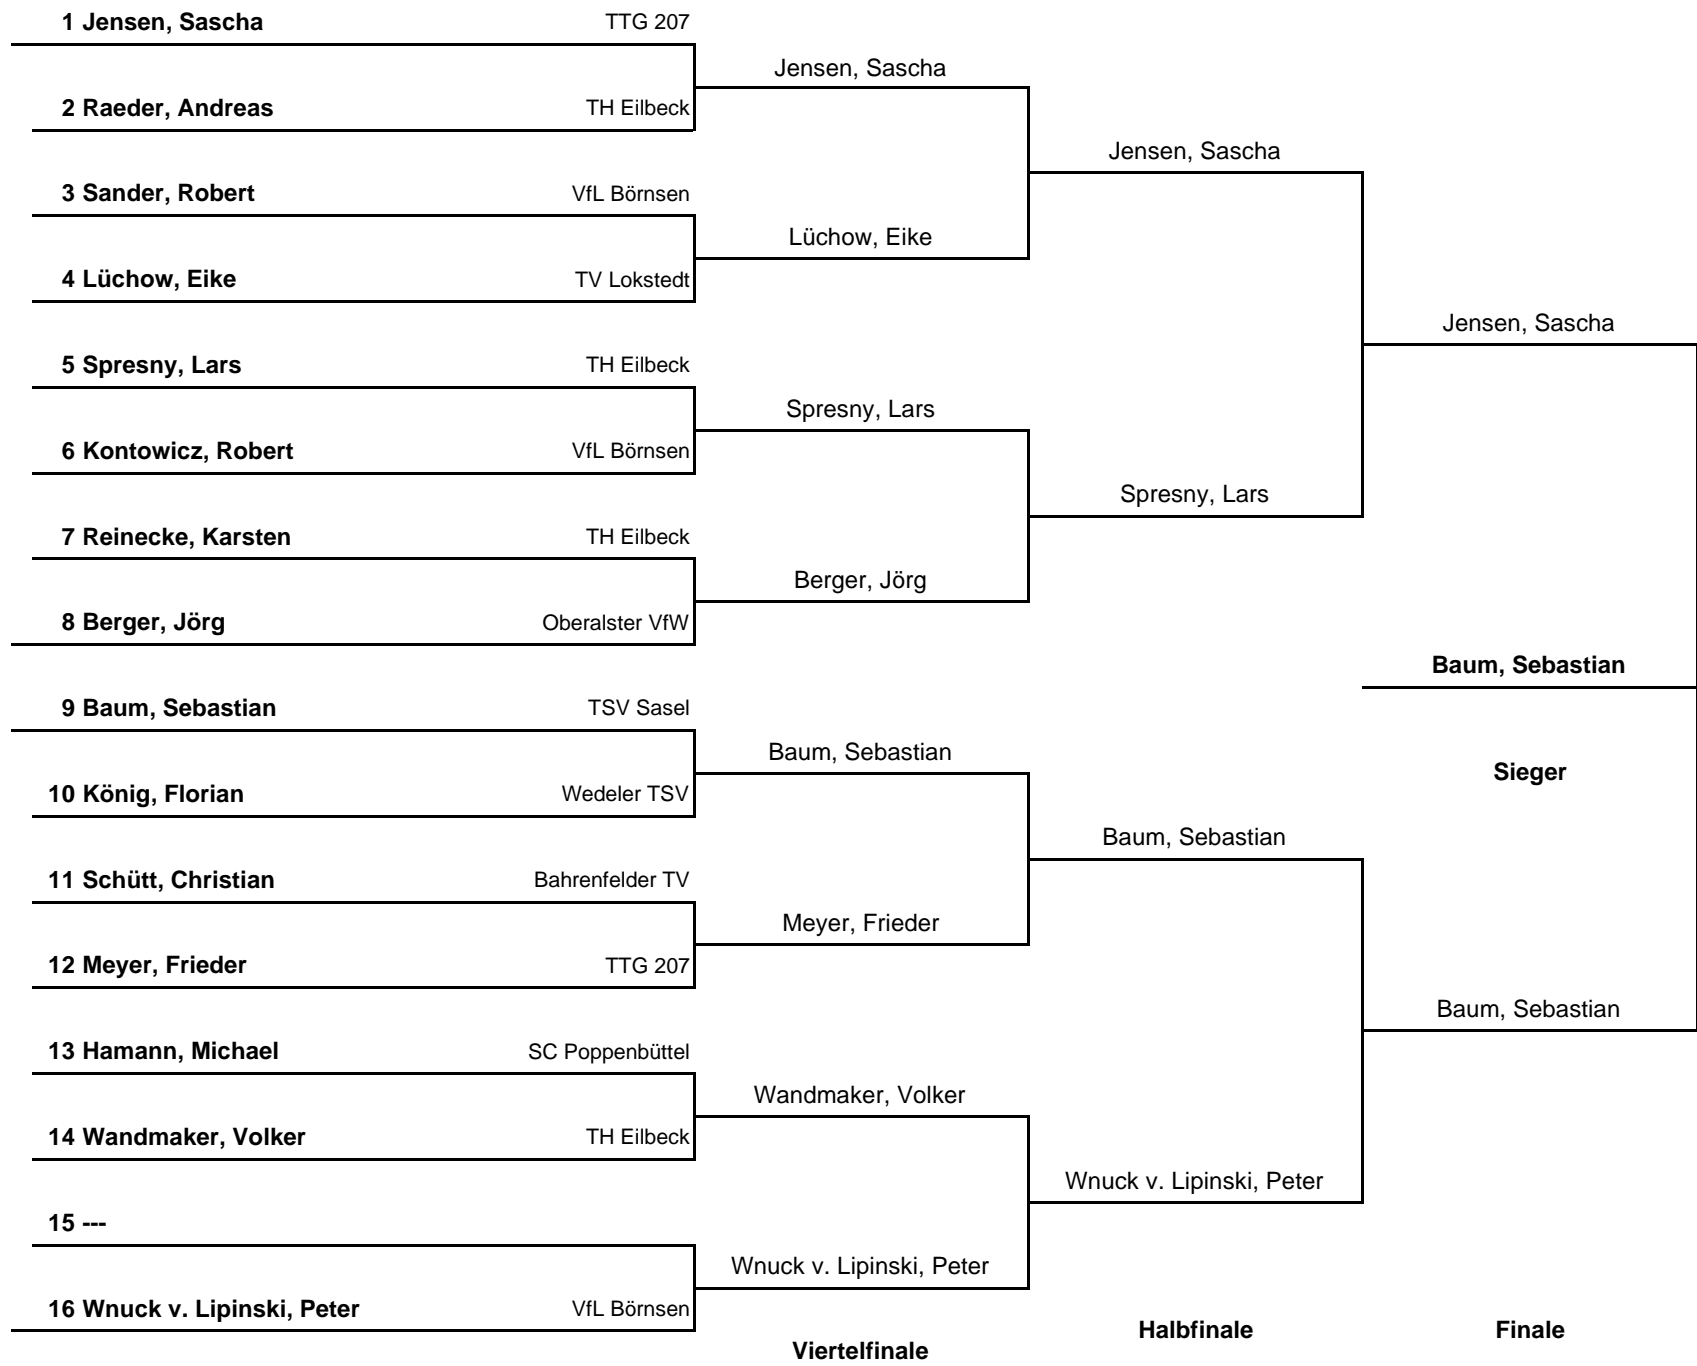 1 Jensen, Sascha TTG 207
Jensen, Sascha
2 Raeder, Andreas TH Eilbeck
Jensen, Sascha
3 Sander, Robert VfL Börnsen
Lüchow, Eike
4 Lüchow, Eike TV Lokstedt
Jensen, Sascha
5 Spresny, Lars TH Eilbeck
Spresny, Lars
6 Kontowicz, Robert VfL Börnsen
Spresny, Lars
7 Reinecke, Karsten TH Eilbeck
Berger, Jörg
8 Berger, Jörg Oberalster VfW
Baum, Sebastian
9 Baum, Sebastian TSV Sasel
Baum, Sebastian
Sieger
10 König, Florian Wedeler TSV
Baum, Sebastian
11 Schütt, Christian Bahrenfelder TV
Meyer, Frieder
12 Meyer, Frieder TTG 207
Baum, Sebastian
13 Hamann, Michael SC Poppenbüttel
Wandmaker, Volker
14 Wandmaker, Volker TH Eilbeck
Wnuck v. Lipinski, Peter
15 ---
Wnuck v. Lipinski, Peter
16 Wnuck v. Lipinski, Peter VfL Börnsen
Halbfinale Finale
Viertelfinale